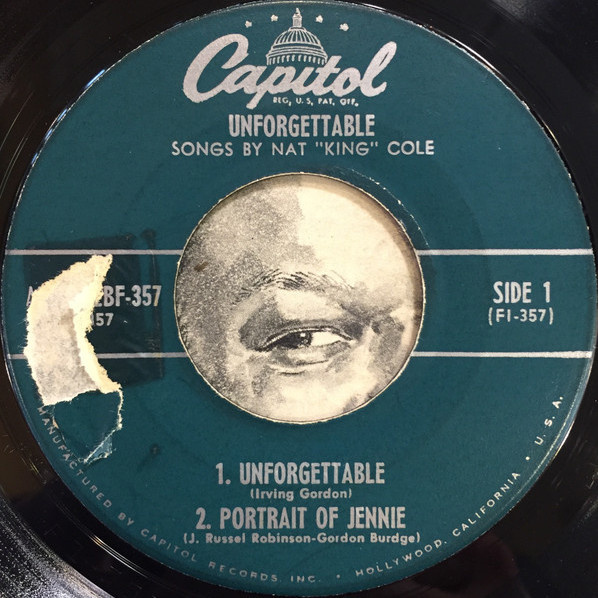 Capitol
REG. U.S. PAT. OFF.
UNFORGETTABLE
SONGS BY NAT "KING" COLE
EBF-357
357
SIDE 1
(F1-357)
1. UNFORGETTABLE
(Irving Gordon)
2. PORTRAIT OF JENNIE
(J. Russel Robinson-Gordon Burdge)
MANUFACTURED BY CAPITOL RECORDS, INC. • HOLLYWOOD, CALIFORNIA • U.S.A.